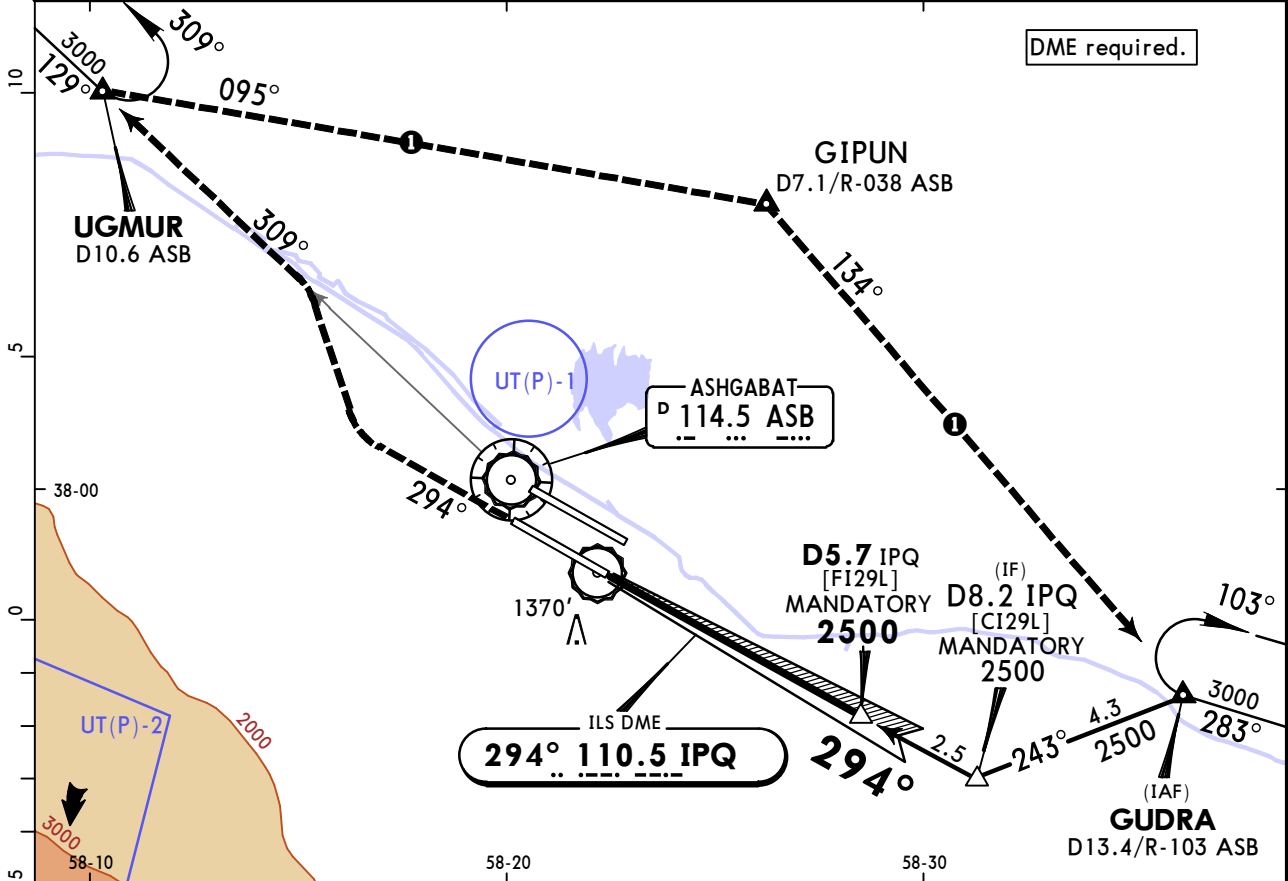 DME required.
309°
3000
129°
095°
1
GIPUN
D7.1/R-038 ASB
UGMUR
D10.6 ASB
309°
134°
10
5
0
5
UT(P)-1
ASHGABAT
D 114.5 ASB
38-00
294°
1
1370'
D5.7 IPQ
[FI29L]
MANDATORY
2500
(IF)
D8.2 IPQ
[CI29L]
MANDATORY
2500
103°
3000
283°
4.3
243°
2500
2.5
294°
ILS DME
294° 110.5 IPQ
(IAF)
GUDRA
D13.4/R-103 ASB
UT(P)-2
2000
3000
58-10
58-20
58-30